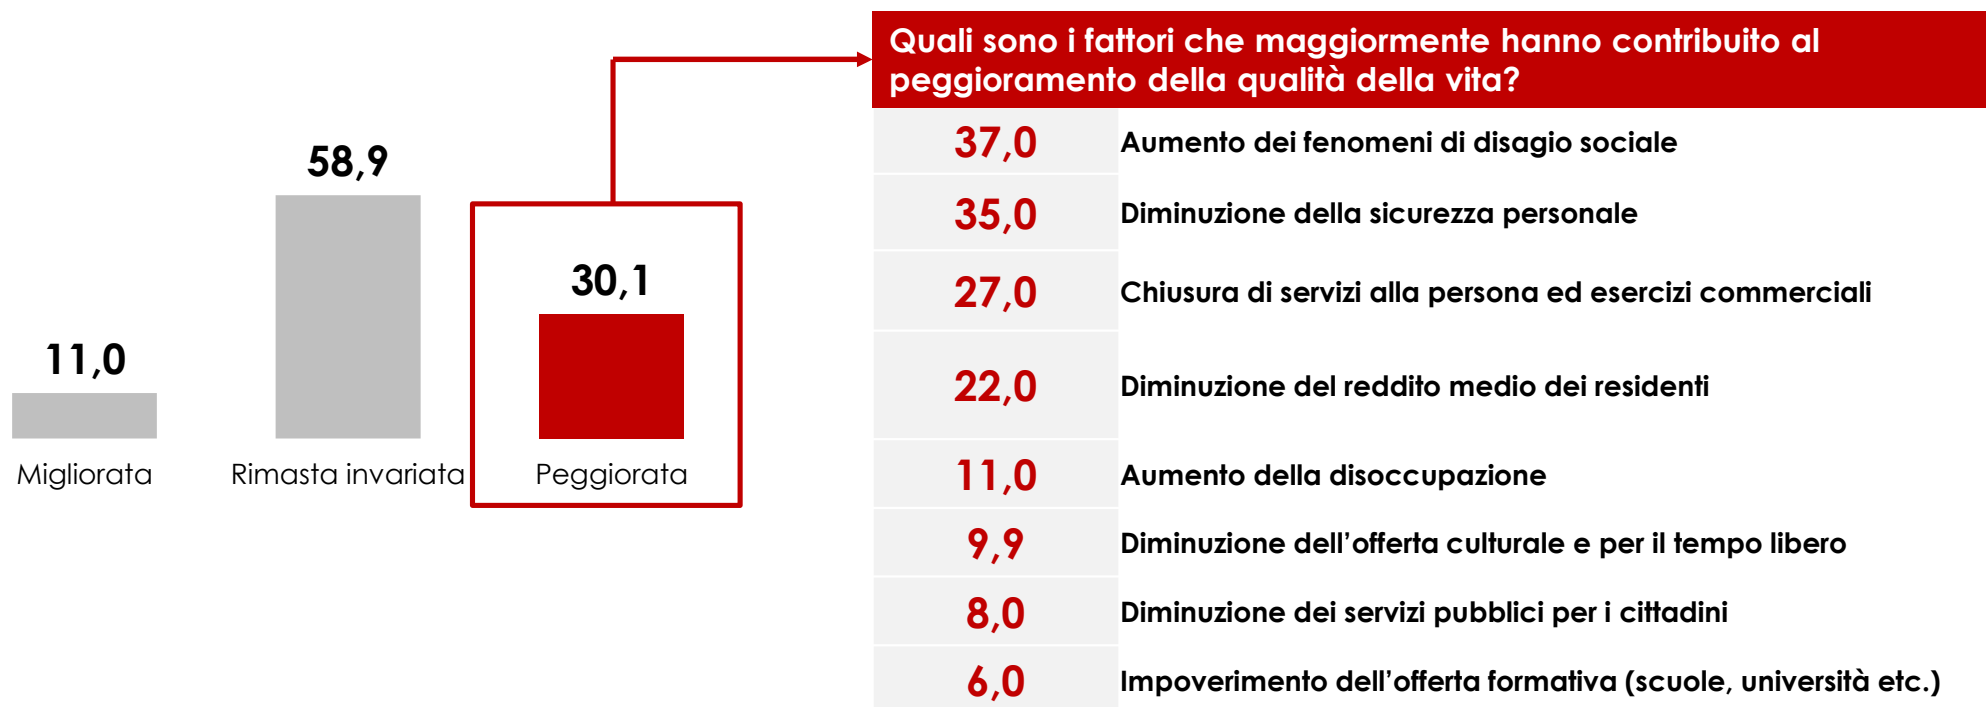 Quali sono i fattori che maggiormente hanno contribuito al
peggioramento della qualità della vita?
58,9
30,1
11,0
Migliorata
Rimasta invariata
Peggiorata
37,0 Aumento dei fenomeni di disagio sociale
35,0 Diminuzione della sicurezza personale
27,0 Chiusura di servizi alla persona ed esercizi commerciali
22,0 Diminuzione del reddito medio dei residenti
11,0 Aumento della disoccupazione
9,9 Diminuzione dell’offerta culturale e per il tempo libero
8,0 Diminuzione dei servizi pubblici per i cittadini
6,0 Impoverimento dell’offerta formativa (scuole, università etc.)